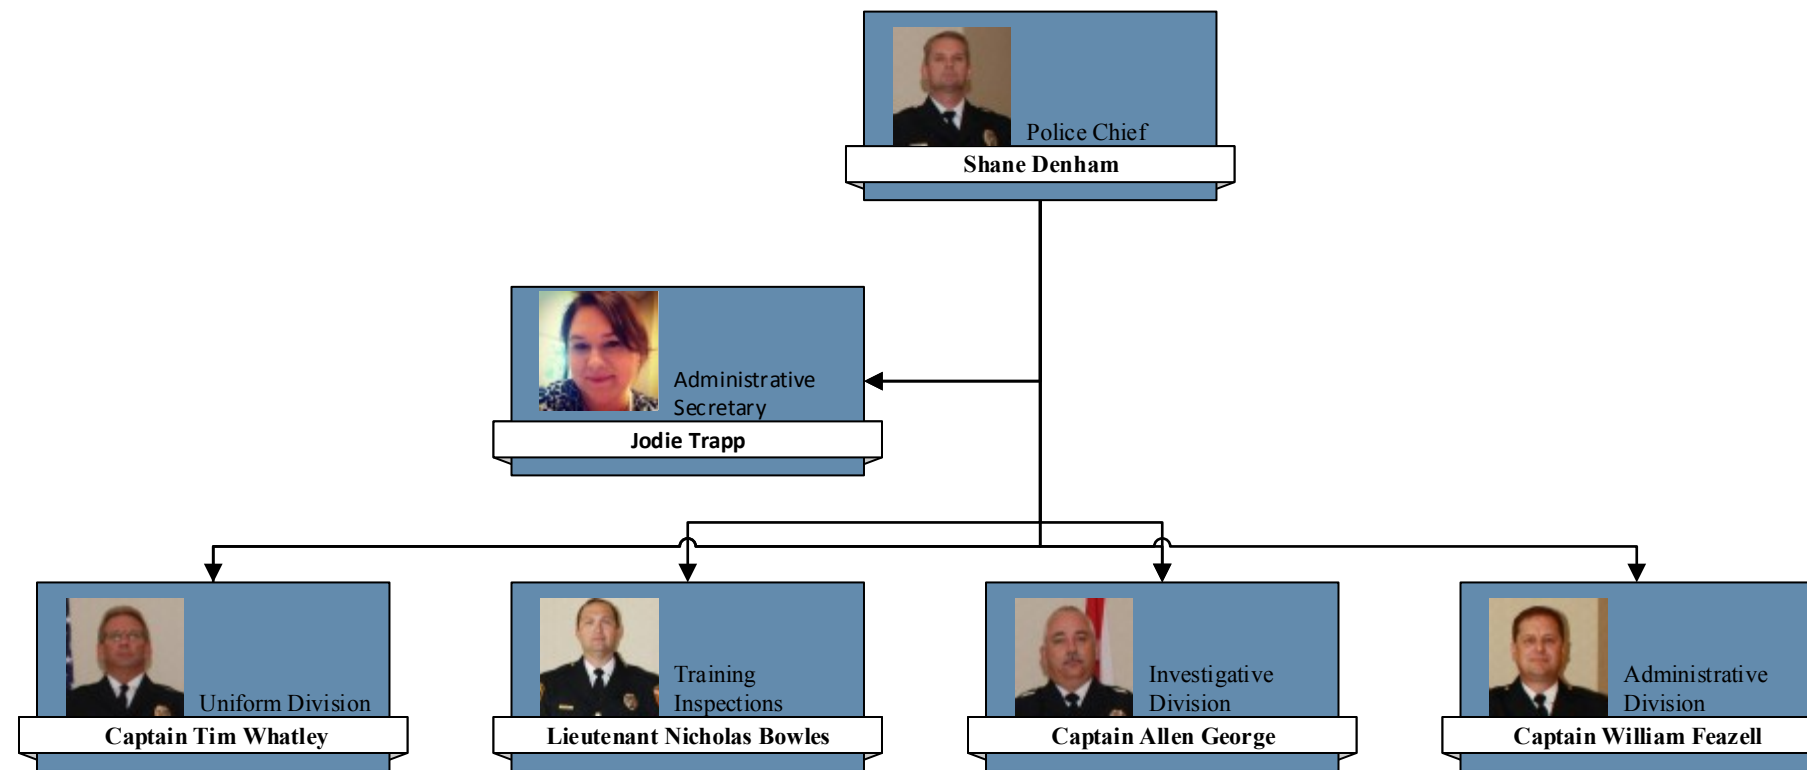 Police Chief
Shane Denham
Administrative
Secretary
Jodie Trapp
Uniform Division
Captain Tim Whatley
Training
Inspections
Lieutenant Nicholas Bowles
Investigative
Division
Captain Allen George
Administrative
Division
Captain William Feazell